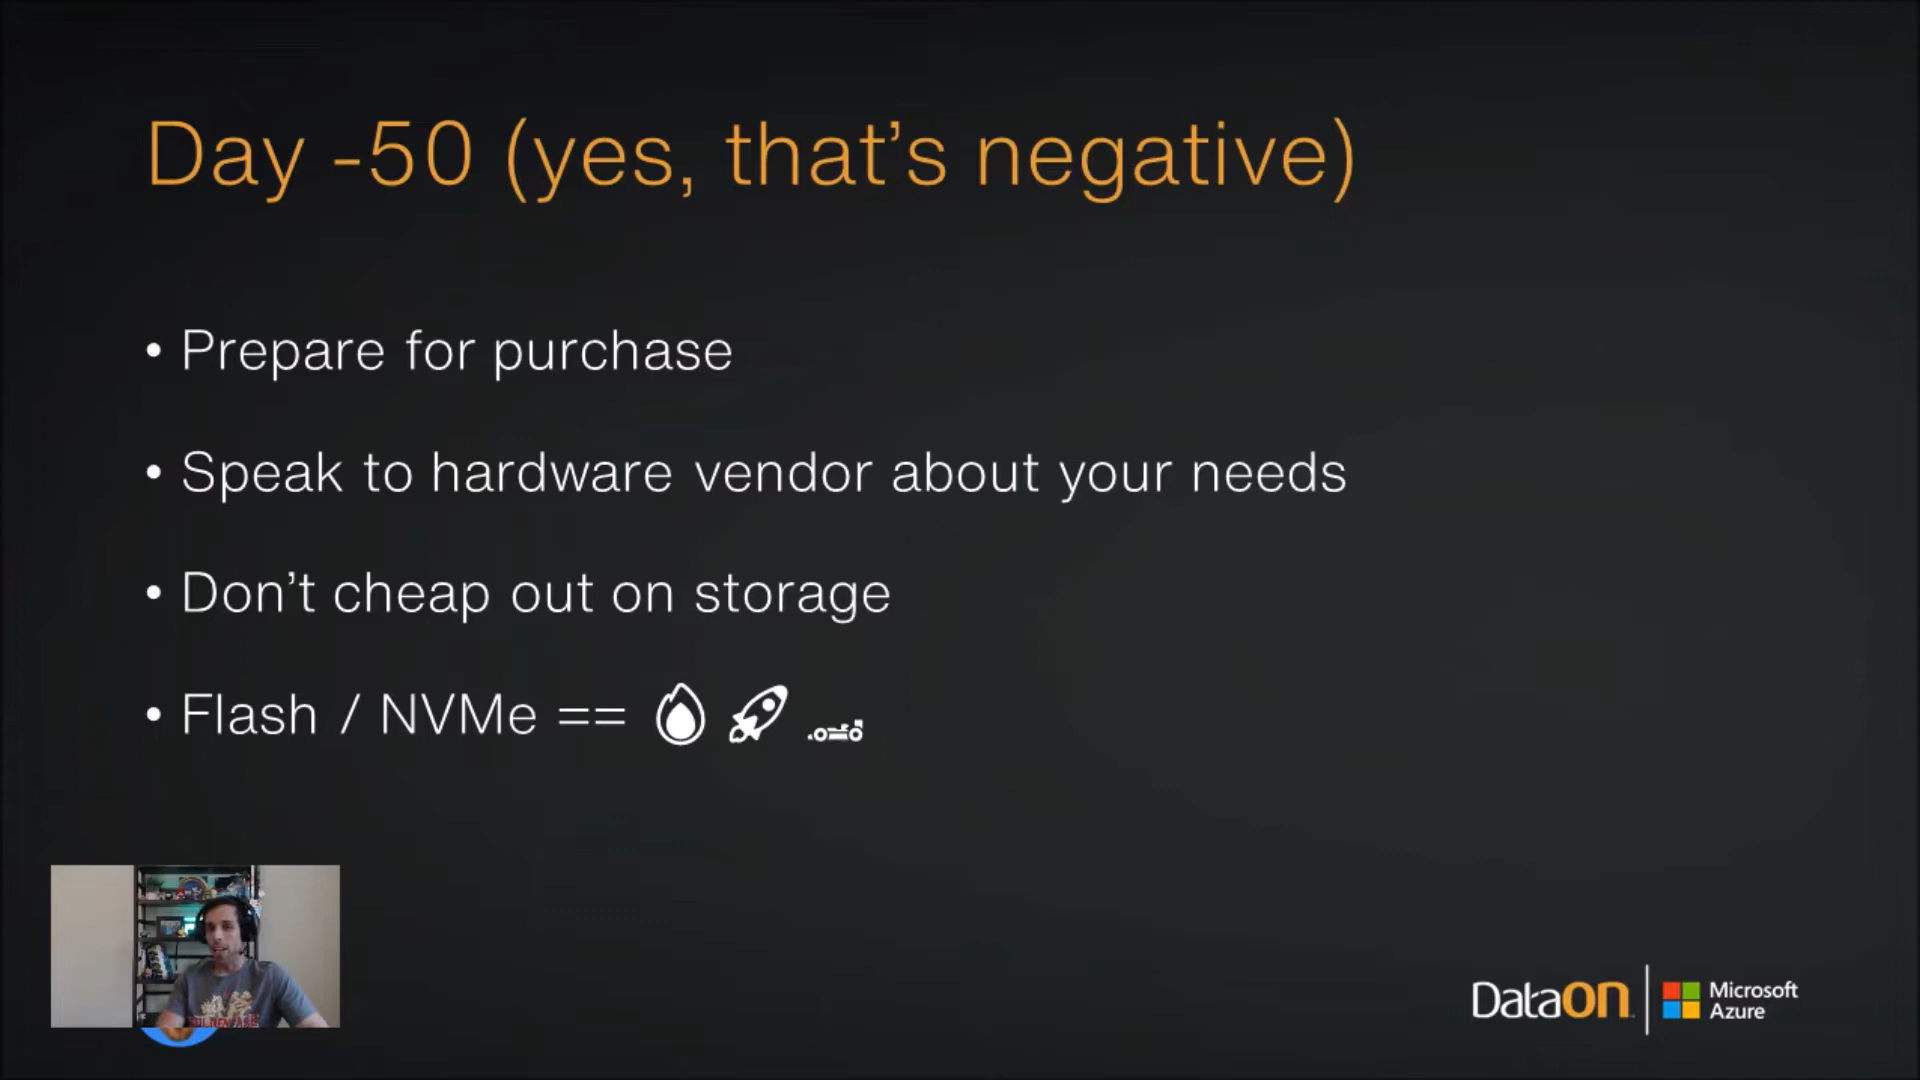 Day -50 (yes, that’s negative)
• Prepare for purchase
• Speak to hardware vendor about your needs
• Don’t cheap out on storage
• Flash / NVMe ==
DataON
Microsoft
Azure